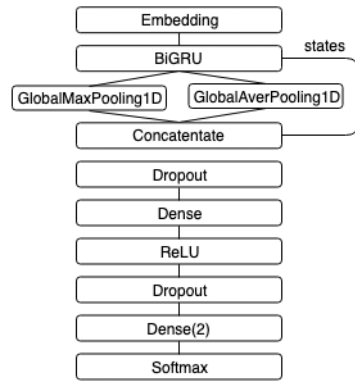 Embedding
states
BiGRU
GlobalMaxPooling1D
GlobalAverPooling1D
Concatentate
Dropout
Dense
ReLU
Dropout
Dense(2)
Softmax